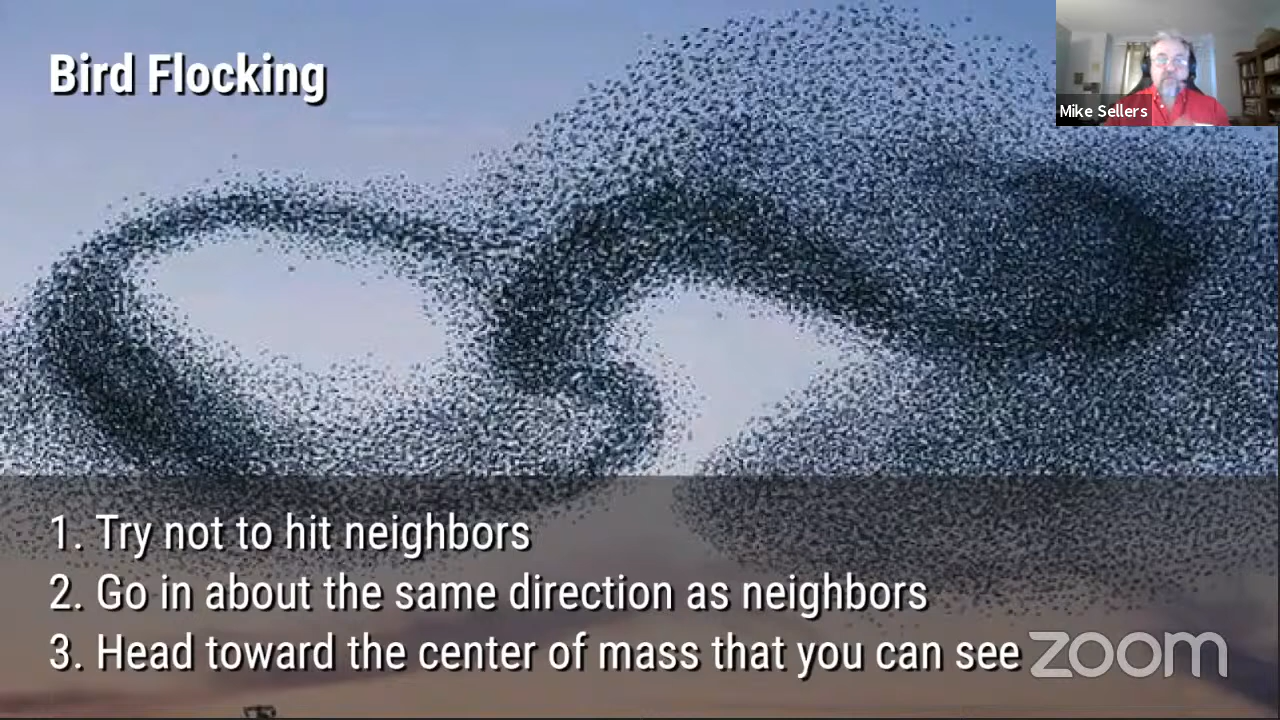 Bird Flocking
Mike Sellers
1. Try not to hit neighbors
2. Go in about the same direction as neighbors
3. Head toward the center of mass that you can see
zoom